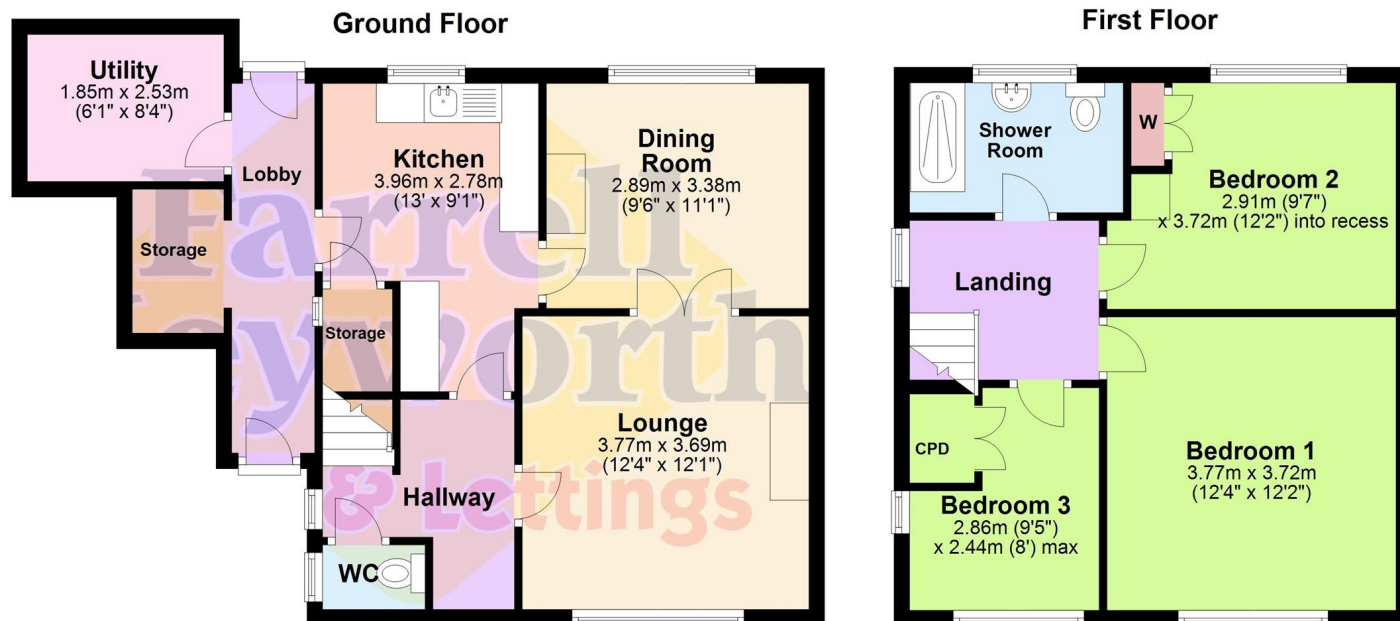 Ground Floor
Utility
1.85m x 2.53m
(6'1" x 8'4")
Lobby
Storage
Kitchen
3.96m x 2.78m
(13' x 9'1")
Storage
Dining
Room
2.89m x 3.38m
(9'6" x 11'1")
Lounge
3.77m x 3.69m
(12'4" x 12'1")
Hallway
WC
Farrell
Heyworth
& Lettings
First Floor
Shower
Room
W
Bedroom 2
2.91m (9'7")
x 3.72m (12'2") into recess
Landing
CPD
Bedroom 3
2.86m (9'5")
x 2.44m (8') max
Bedroom 1
3.77m x 3.72m
(12'4" x 12'2")